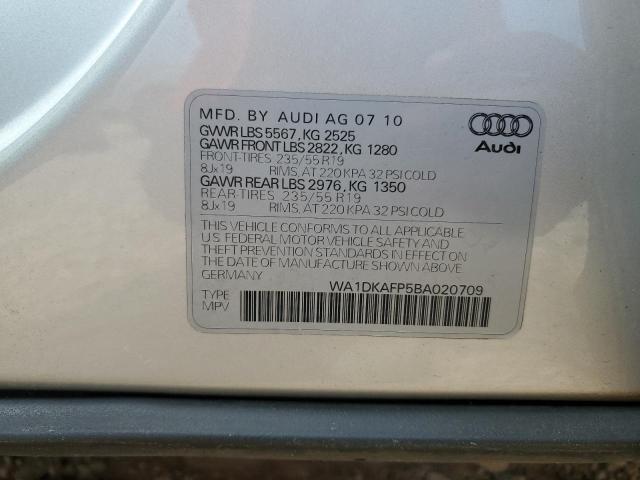 MFD. BY AUDI AG 07 10
GVWR LBS 5567, KG 2525
GAWR FRONT LBS 2822, KG 1280
FRONT-TIRES 235/55 R19
8Jx19 RIMS, AT 220 KPA 32 PSI COLD
GAWR REAR LBS 2976, KG 1350
REAR-TIRES 235/55 R19
8Jx19 RIMS, AT 220 KPA 32 PSI COLD
Audi
THIS VEHICLE CONFORMS TO ALL APPLICABLE
U.S. FEDERAL MOTOR VEHICLE SAFETY AND
THEFT PREVENTION STANDARDS IN EFFECT ON
THE DATE OF MANUFACTURE SHOWN ABOVE
WA1DKAFP5BA020709
TYPE
MPV